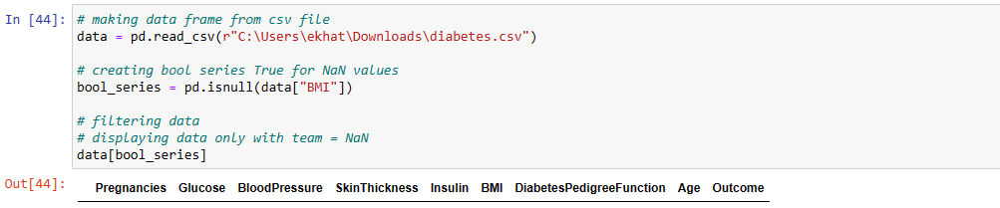 In [44]: # making data frame from csv file
data = pd.read_csv(r"C:\Users\ekhat\Downloads\diabetes.csv")
# creating bool series True for NaN values
bool_series = pd.isnull(data["BMI"])
# filtering data
# displaying data only with team = NaN
data[bool_series]
Out[44]: Pregnancies Glucose BloodPressure SkinThickness Insulin BMI DiabetesPedigreeFunction Age Outcome